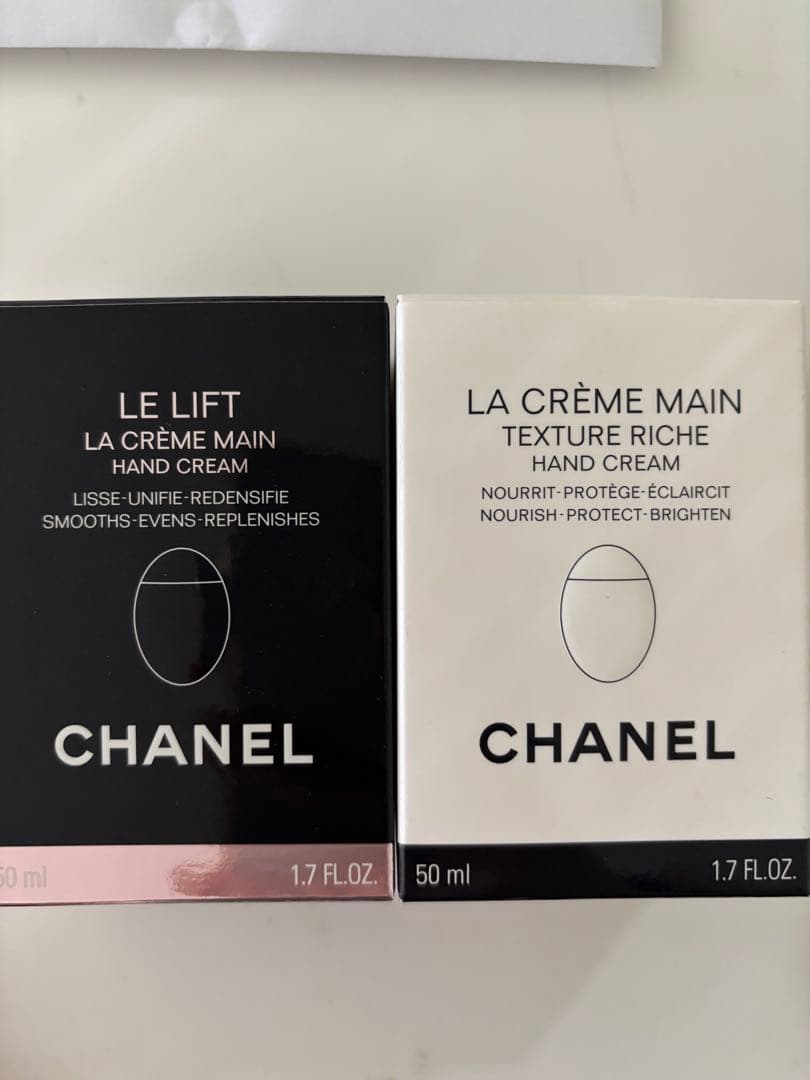 LE LIFT
LA CRÈME MAIN
HAND CREAM
LISSE-UNIFIE-REDENSIFIE
SMOOTHS-EVENS-REPLENISHES
CHANEL
50 ml 1.7 FL.OZ.
LA CRÈME MAIN
TEXTURE RICHE
HAND CREAM
NOURRIT-PROTÈGE-ÉCLAIRCIT
NOURISH-PROTECT-BRIGHTEN
CHANEL
50 ml 1.7 FL.OZ.